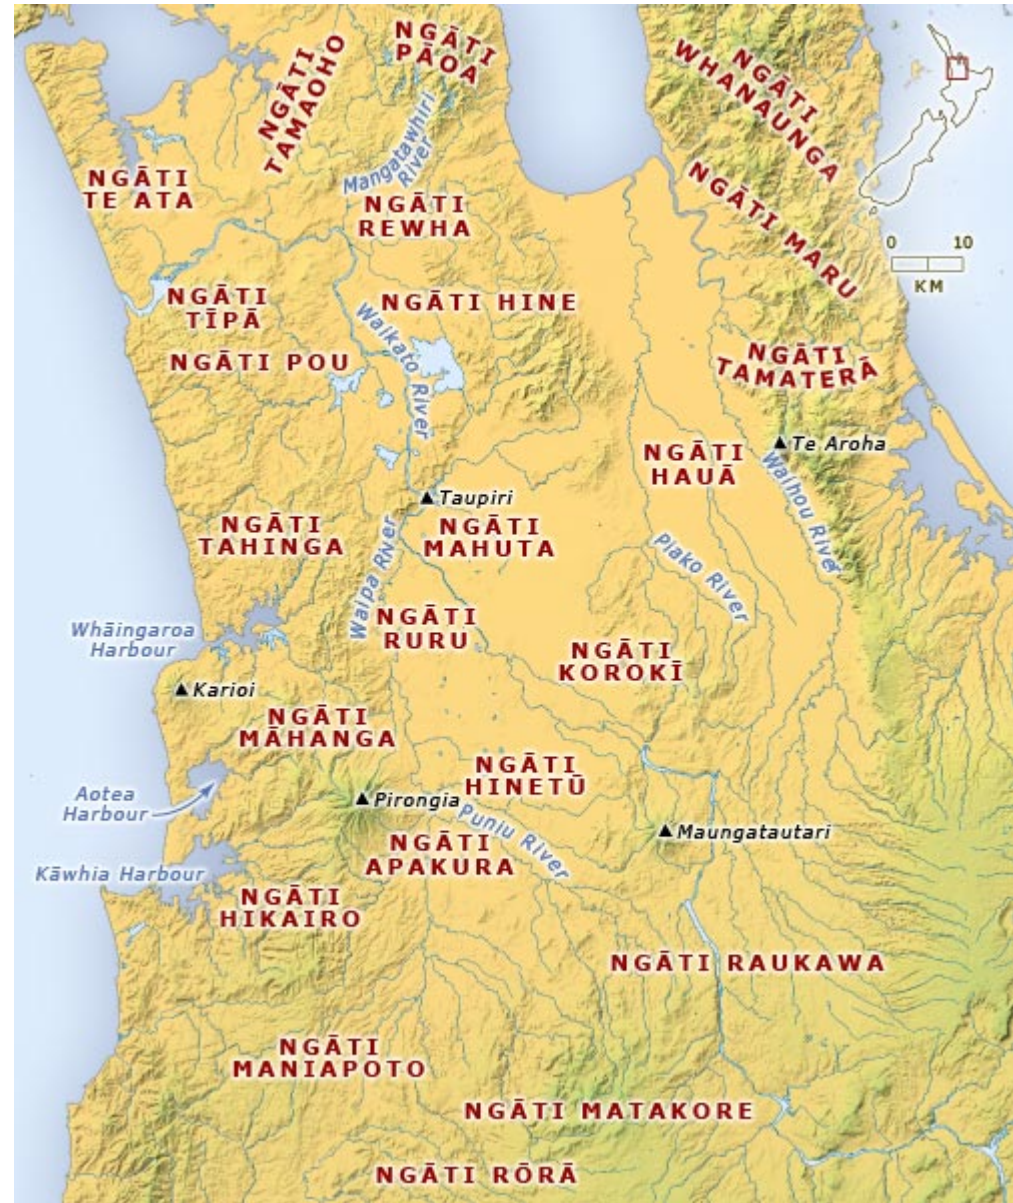 NGĀTI
TAMAOHO
NGĀTI
PĀOA
NGĀTI
WHANAUNGA
Mangatawhiri
River
NGĀTI
TE ATA
NGĀTI
REWHA
NGĀTI MARU
0 10
KM
NGĀTI
TĪPĀ
NGĀTI HINE
Waikato River
NGĀTI POU
NGĀTI
TAMATERĀ
Te Aroha
NGĀTI
HAUĀ
Waihou River
Taupiri
NGĀTI
TAHINGA
NGĀTI
MAHUTA
Waipa River
Piako River
Whāingaroa
Harbour
NGĀTI
RURU
NGĀTI
KOROKĪ
Karioi
NGĀTI
MĀHANGA
NGĀTI
HINETŪ
Aotea
Harbour
Pirongia
Puniu River
Maungatautari
NGĀTI
APAKURA
Kāwhia Harbour
NGĀTI
HIKAIRO
NGĀTI RAUKAWA
NGĀTI
MANIAPOTO
NGĀTI MATAKORE
NGĀTI RŌRĀ